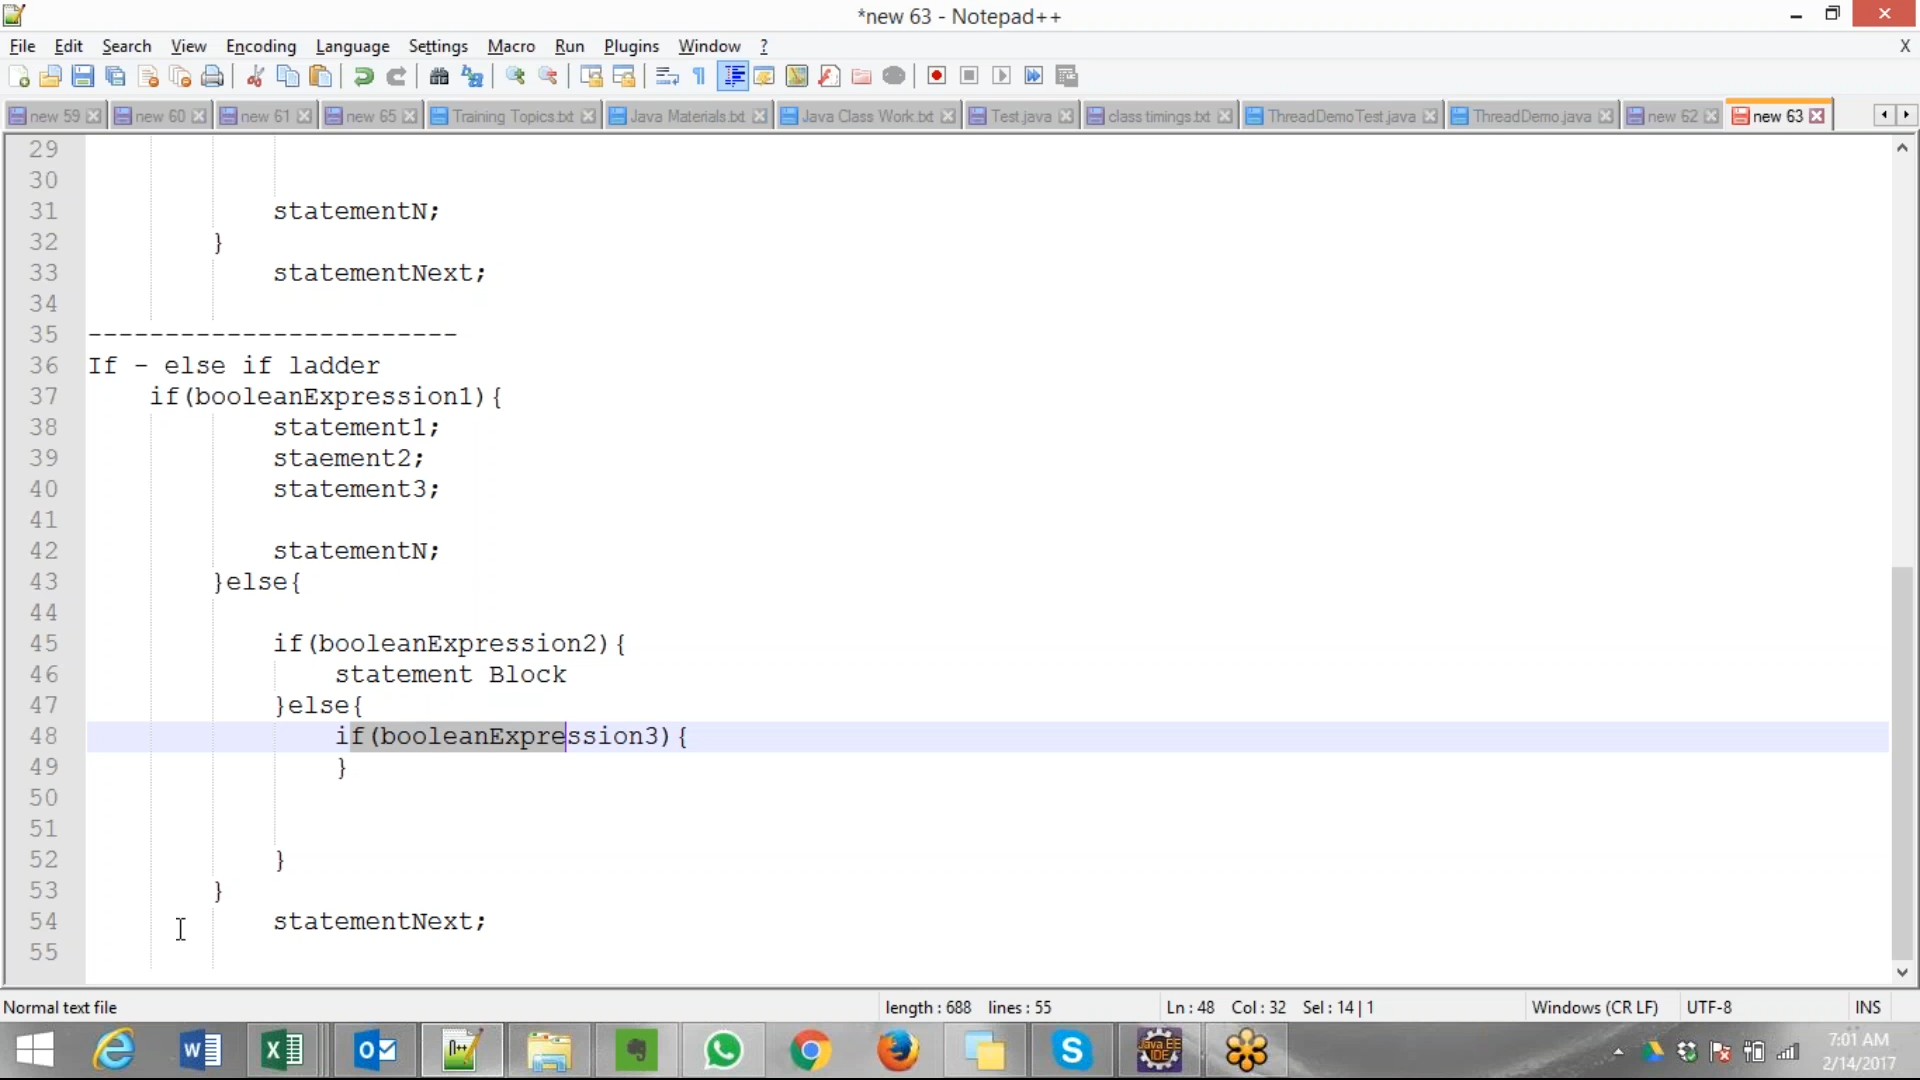 *new 63 - Notepad++
File Edit Search View Encoding Language Settings Macro Run Plugins Window ? X
new 59 new 60 new 61 new 65 Training Topics.txt Java Materials.txt Java Class Work.txt Test.java class timings.txt ThreadDemoTest.java ThreadDemo.java new 62 new 63
29
30
31 statementN;
32 }
33 statementNext;
34
35 ------------------------
36 If - else if ladder
37 if(booleanExpression1){
38 statement1;
39 staement2;
40 statement3;
41
42 statementN;
43 }else{
44
45 if(booleanExpression2){
46 statement Block
47 }else{
48 if(booleanExpression3){
49 }
50
51
52 }
53 }
54 statementNext;
55
Normal text file length : 688 lines : 55 Ln : 48 Col : 32 Sel : 14 | 1 Windows (CR LF) UTF-8 INS
Java EE IDE
7:01 AM
2/14/2017